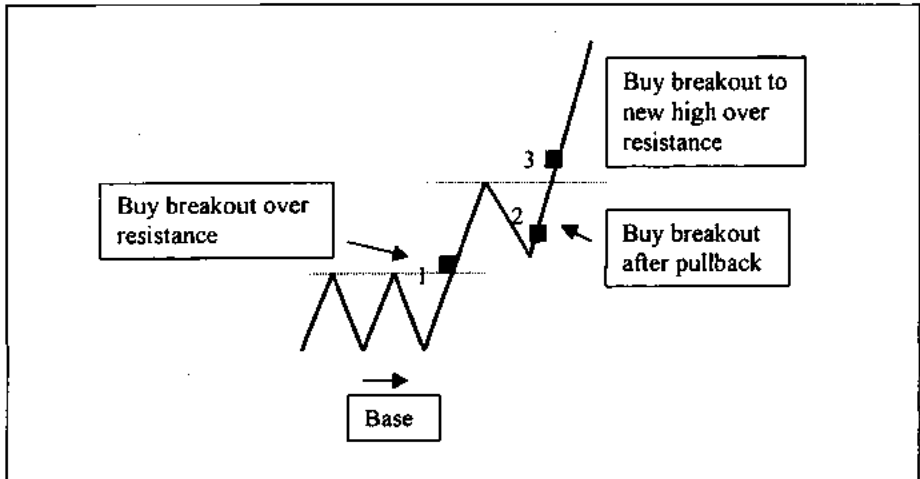 Buy breakout to
new high over
resistance
3
Buy breakout over
resistance
2
Buy breakout
after pullback
1
Base